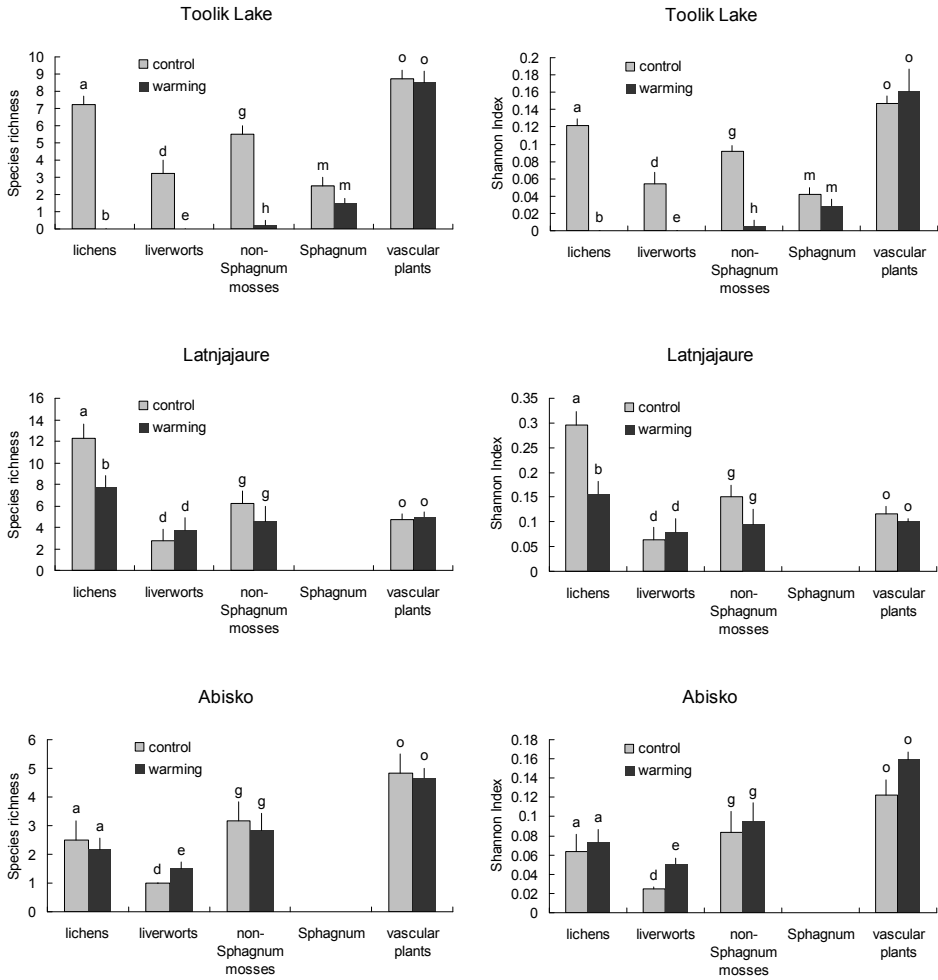 Toolik Lake
Species richness
10
9
8
7
6
5
4
3
2
1
0
control
warming
a
b
d
e
g
h
m
m
o
o
lichens
liverworts
non-
Sphagnum
mosses
Sphagnum
vascular
plants
Toolik Lake
Shannon Index
0.2
0.18
0.16
0.14
0.12
0.1
0.08
0.06
0.04
0.02
0
control
warming
a
b
d
e
g
h
m
m
o
o
lichens
liverworts
non-
Sphagnum
mosses
Sphagnum
vascular
plants
Latnjajaure
Species richness
16
14
12
10
8
6
4
2
0
control
warming
a
b
d
d
g
g
o
o
lichens
liverworts
non-
Sphagnum
mosses
Sphagnum
vascular
plants
Latnjajaure
Shannon Index
0.35
0.3
0.25
0.2
0.15
0.1
0.05
0
control
warming
a
b
d
d
g
g
o
o
lichens
liverworts
non-
Sphagnum
mosses
Sphagnum
vascular
plants
Abisko
Species richness
6
5
4
3
2
1
0
control
warming
a
a
d
e
g
g
o
o
lichens
liverworts
non-
Sphagnum
mosses
Sphagnum
vascular
plants
Abisko
Shannon Index
0.18
0.16
0.14
0.12
0.1
0.08
0.06
0.04
0.02
0
control
warming
a
a
d
e
g
g
o
o
lichens
liverworts
non-
Sphagnum
mosses
Sphagnum
vascular
plants